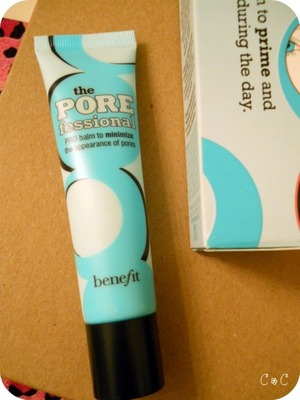 the
PORE
fessional
PRO balm to minimize
the appearance of pores
benefit
to prime and
during the day.
C C